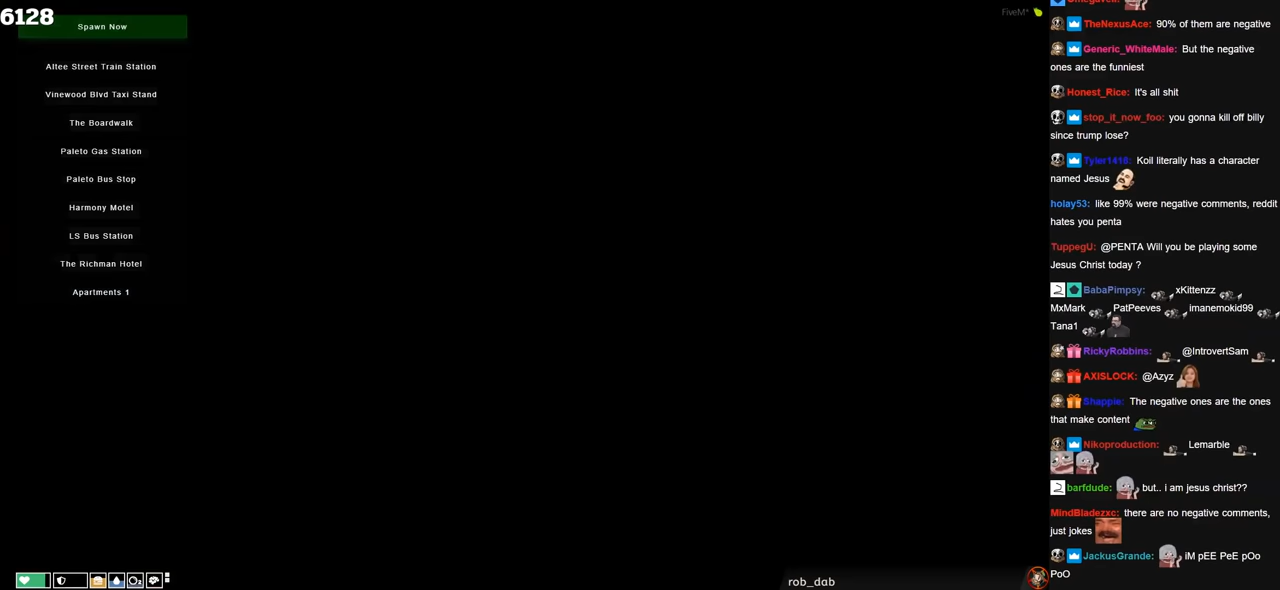 6128
Spawn Now
Altee Street Train Station
Vinewood Blvd Taxi Stand
The Boardwalk
Paleto Gas Station
Paleto Bus Stop
Harmony Motel
LS Bus Station
The Richman Hotel
Apartments 1
FiveM*
TheNexusAce: 90% of them are negative
Generic_WhiteMale: But the negative
ones are the funniest
Honest_Rice: It's all shit
stop_it_now_foo: you gonna kill off billy
since trump lose?
Tyler1416: Koil literally has a character
named Jesus
holay53: like 99% were negative comments, reddit
hates you penta
TuppegU: @PENTA Will you be playing some
Jesus Christ today ?
BabaPimpsy: xKittenzz
MxMark PatPeeves imanemokid99
Tana1
RickyRobbins: @IntrovertSam
AXISLOCK: @Azyz
Shappie: The negative ones are the ones
that make content
Nikoproduction: Lemarble
barfdude: but.. i am jesus christ??
MindBladezxc: there are no negative comments,
just jokes
JackusGrande: iM pEE PeE pOo
PoO
O2
rob_dab